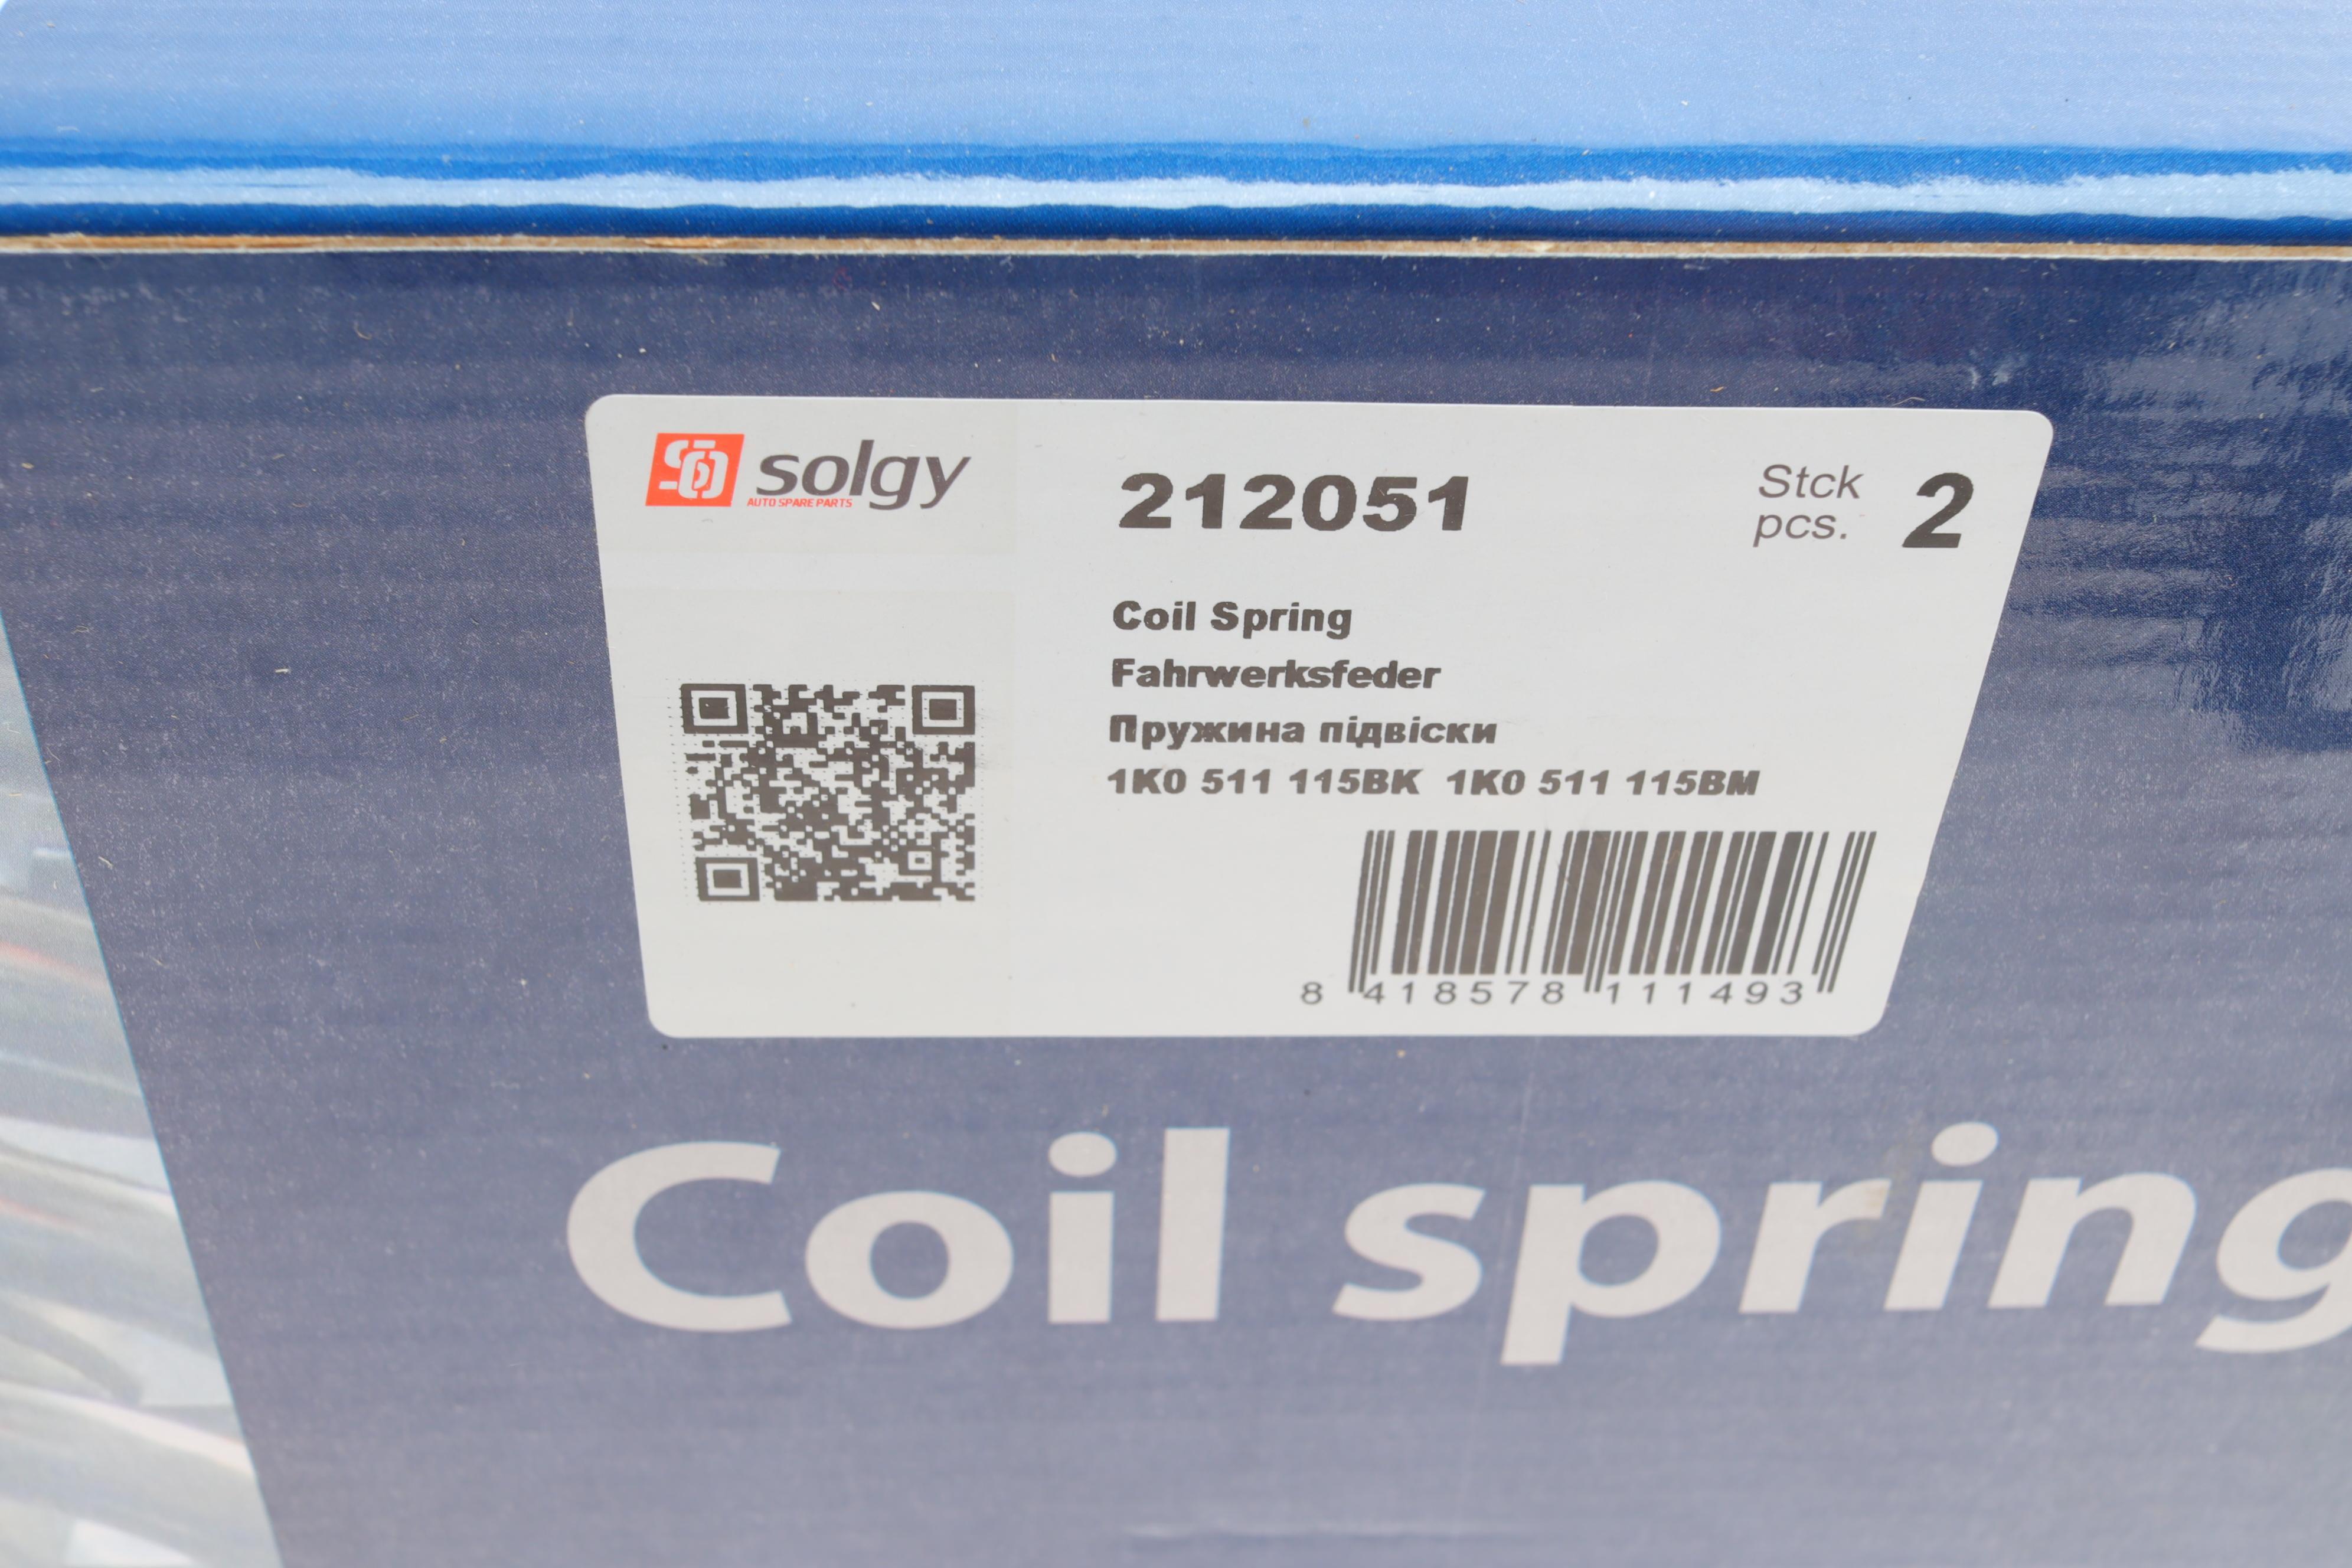 solgy
AUTO SPARE PARTS
212051
Stck
pcs.
2
Coil Spring
Fahrwerksfeder
Пружина підвіски
1K0 511 115BK 1K0 511 115BM
8 418578 111493
Coil spring